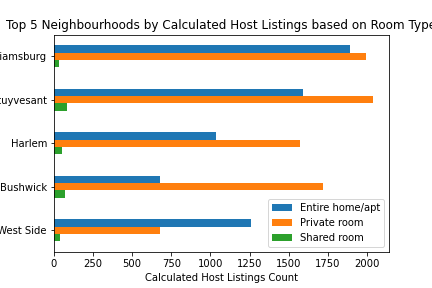 Top 5 Neighbourhoods by Calculated Host Listings based on Room Type
iamsburg
tuyvesant
Harlem
Bushwick
West Side
Entire home/apt
Private room
Shared room
0 250 500 750 1000 1250 1500 1750 2000
Calculated Host Listings Count